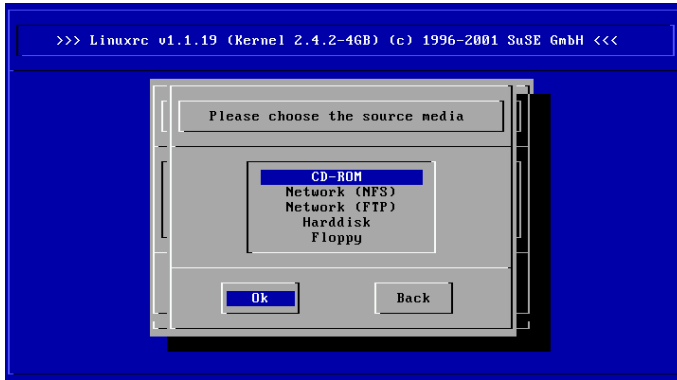 >>> Linuxrc v1.1.19 (Kernel 2.4.2-4GB) (c) 1996-2001 SuSE GmbH <<<
Please choose the source media
CD-ROM
Network (NFS)
Network (FTP)
Harddisk
Floppy
Ok Back